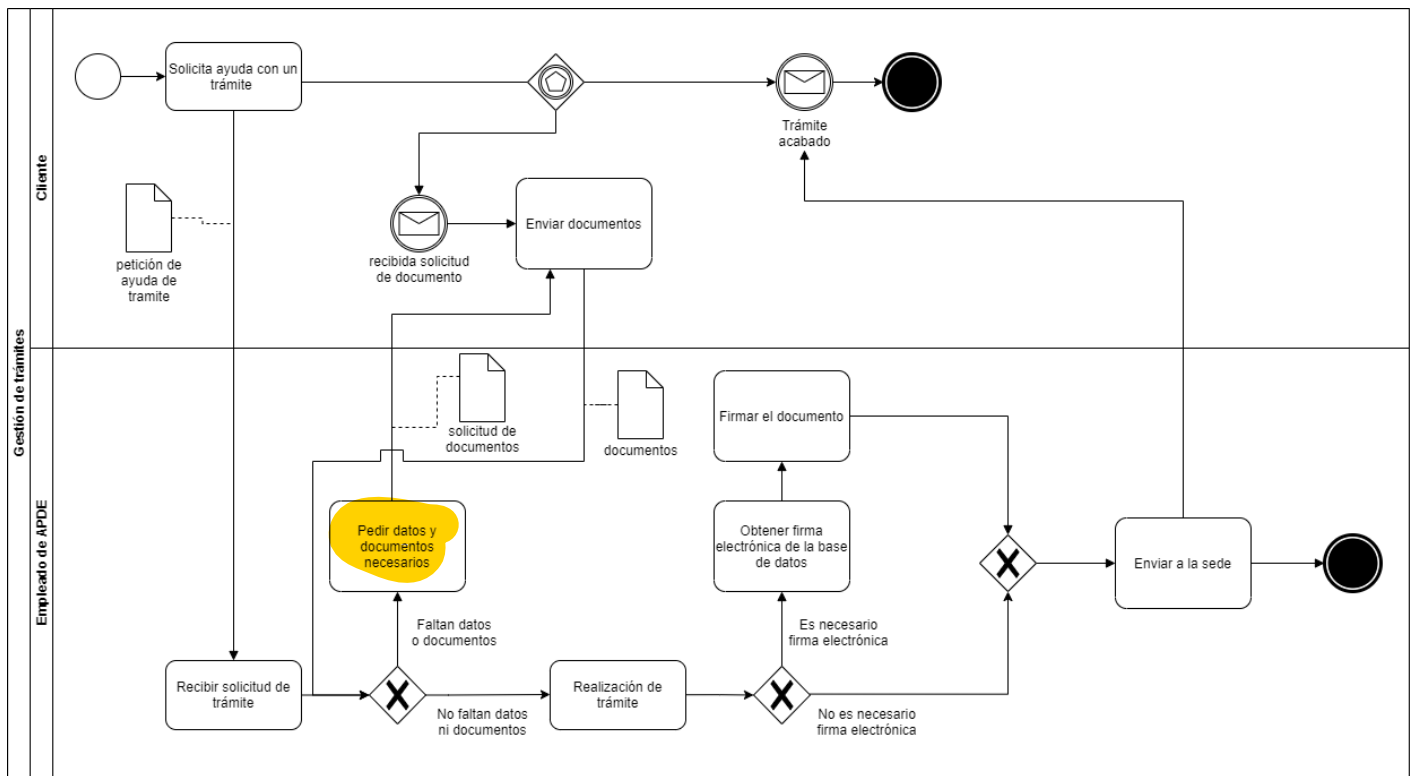 Gestión de trámites
Cliente
Solicita ayuda con un
trámite
Trámite
acabado
petición de
ayuda de
tramite
recibida solicitud
de documento
Enviar documentos
Empleado de APDE
solicitud de
documentos
documentos
Firmar el documento
Pedir datos y
documentos
necesarios
Obtener firma
electrónica de la base
de datos
Enviar a la sede
Faltan datos
o documentos
Es necesario
firma electrónica
Recibir solicitud de
trámite
Realización de
trámite
No faltan datos
ni documentos
No es necesario
firma electrónica